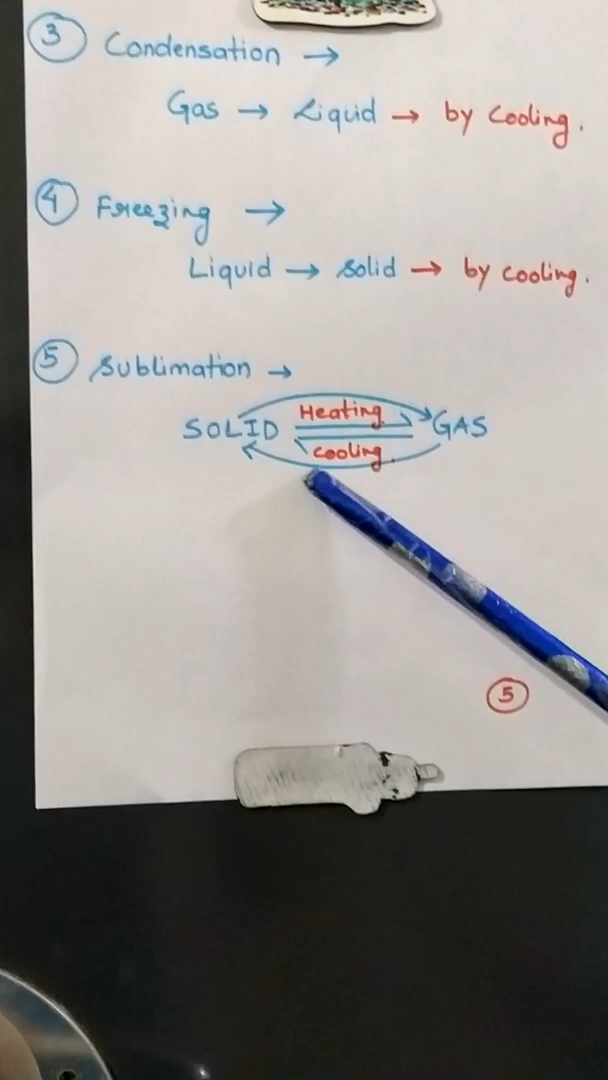 ③ Condensation →
Gas → Liquid → by Cooling.
④ Freezing →
Liquid → Solid → by cooling.
⑤ Sublimation →
Heating
SOLID GAS
cooling
⑤